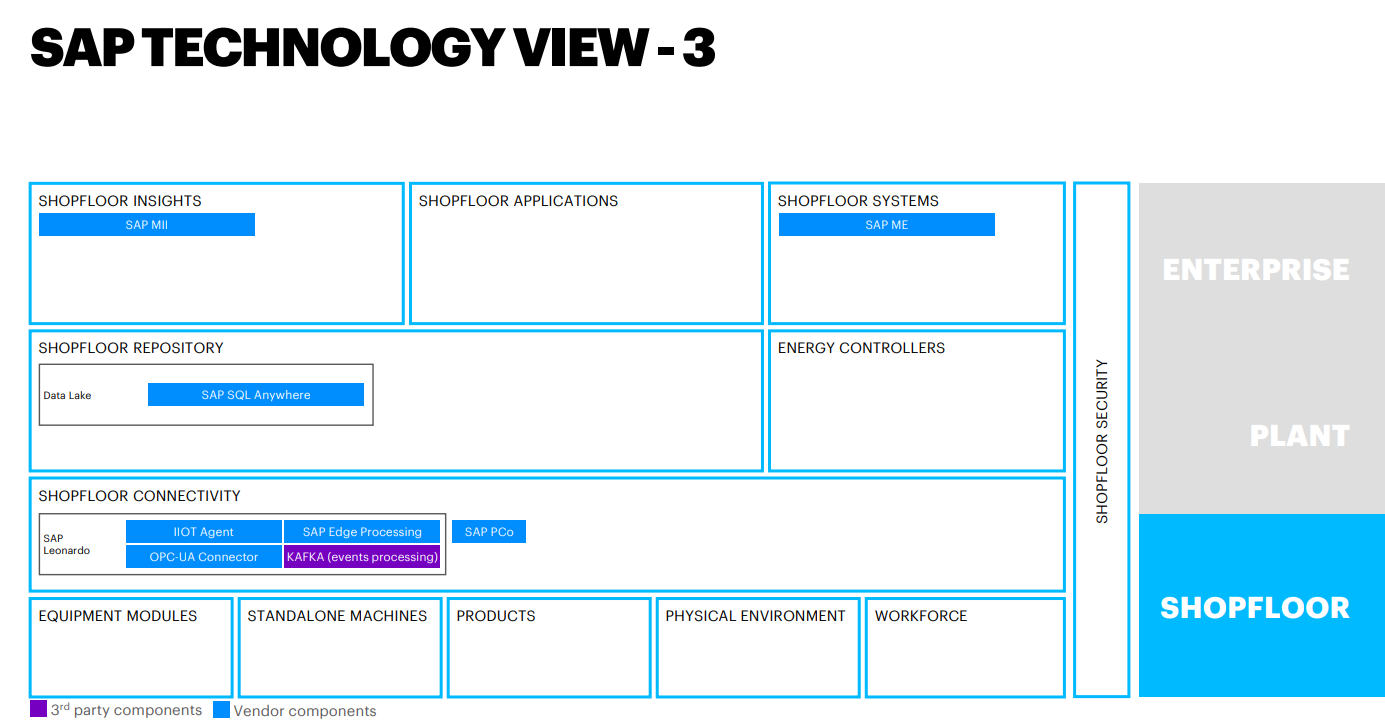 SAP TECHNOLOGY VIEW - 3
SHOPFLOOR INSIGHTS
SAP MII
SHOPFLOOR APPLICATIONS
SHOPFLOOR SYSTEMS
SAP ME
SHOPFLOOR REPOSITORY
Data Lake
SAP SQL Anywhere
ENERGY CONTROLLERS
SHOPFLOOR CONNECTIVITY
SAP
Leonardo
IIOT Agent
SAP Edge Processing
SAP PCo
OPC-UA Connector
KAFKA (events processing)
EQUIPMENT MODULES
STANDALONE MACHINES
PRODUCTS
PHYSICAL ENVIRONMENT
WORKFORCE
SHOPFLOOR SECURITY
ENTERPRISE
PLANT
SHOPFLOOR
3rd party components
Vendor components